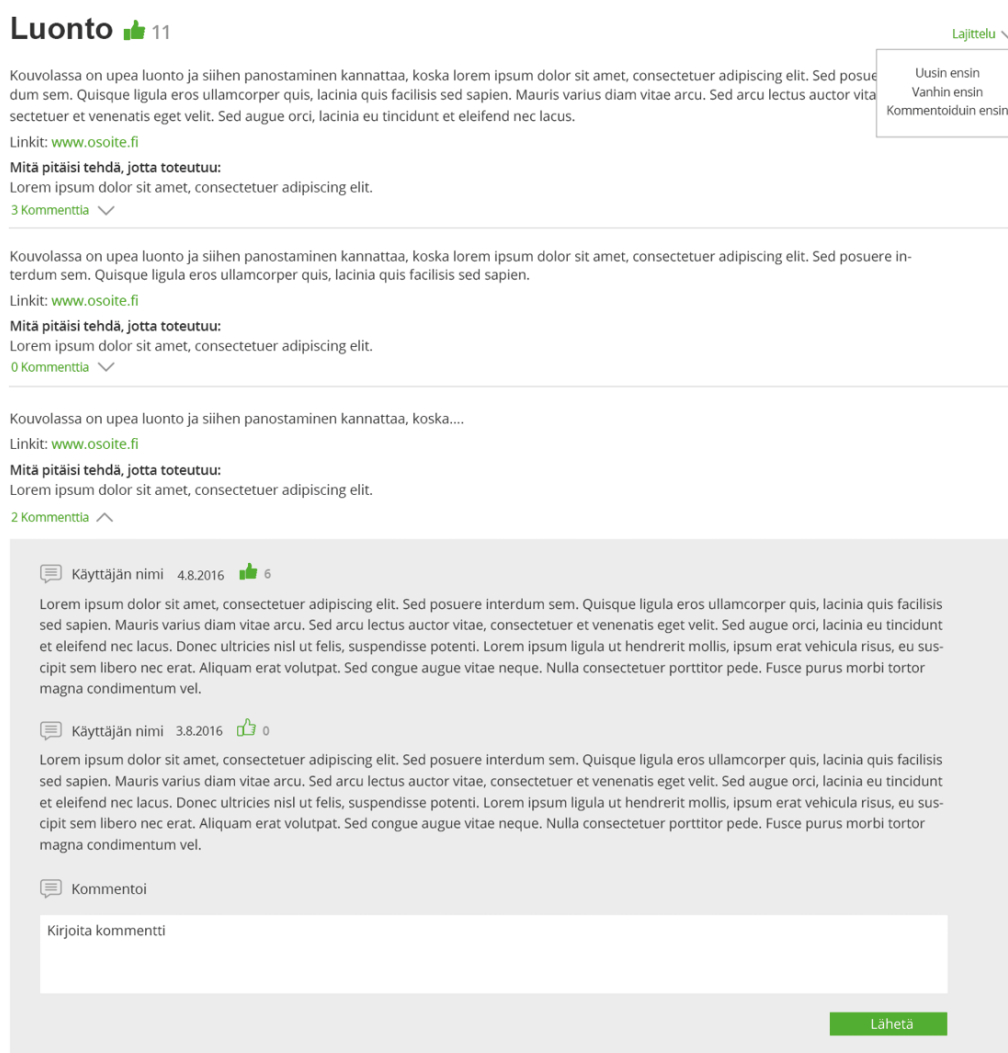 Luonto 11
Lajittelu
Uusin ensin
Vanhin ensin
Kommentoiduin ensin
Kouvolassa on upea luonto ja siihen panostaminen kannattaa, koska lorem ipsum dolor sit amet, consectetuer adipiscing elit. Sed posue
dum sem. Quisque ligula eros ullamcorper quis, lacinia quis facilisis sed sapien. Mauris varius diam vitae arcu. Sed arcu lectus auctor vita
sectetuer et venenatis eget velit. Sed augue orci, lacinia eu tincidunt et eleifend nec lacus.
Linkit: www.osoite.fi
Mitä pitäisi tehdä, jotta toteutuu:
Lorem ipsum dolor sit amet, consectetuer adipiscing elit.
3 Kommenttia
Kouvolassa on upea luonto ja siihen panostaminen kannattaa, koska lorem ipsum dolor sit amet, consectetuer adipiscing elit. Sed posuere in-
terdum sem. Quisque ligula eros ullamcorper quis, lacinia quis facilisis sed sapien.
Linkit: www.osoite.fi
Mitä pitäisi tehdä, jotta toteutuu:
Lorem ipsum dolor sit amet, consectetuer adipiscing elit.
0 Kommenttia
Kouvolassa on upea luonto ja siihen panostaminen kannattaa, koska....
Linkit: www.osoite.fi
Mitä pitäisi tehdä, jotta toteutuu:
Lorem ipsum dolor sit amet, consectetuer adipiscing elit.
2 Kommenttia
Käyttäjän nimi 4.8.2016 6
Lorem ipsum dolor sit amet, consectetuer adipiscing elit. Sed posuere interdum sem. Quisque ligula eros ullamcorper quis, lacinia quis facilisis
sed sapien. Mauris varius diam vitae arcu. Sed arcu lectus auctor vitae, consectetuer et venenatis eget velit. Sed augue orci, lacinia eu tincidunt
et eleifend nec lacus. Donec ultricies nisl ut felis, suspendisse potenti. Lorem ipsum ligula ut hendrerit mollis, ipsum erat vehicula risus, eu sus-
cipit sem libero nec erat. Aliquam erat volutpat. Sed congue augue vitae neque. Nulla consectetuer porttitor pede. Fusce purus morbi tortor
magna condimentum vel.
Käyttäjän nimi 3.8.2016 0
Lorem ipsum dolor sit amet, consectetuer adipiscing elit. Sed posuere interdum sem. Quisque ligula eros ullamcorper quis, lacinia quis facilisis
sed sapien. Mauris varius diam vitae arcu. Sed arcu lectus auctor vitae, consectetuer et venenatis eget velit. Sed augue orci, lacinia eu tincidunt
et eleifend nec lacus. Donec ultricies nisl ut felis, suspendisse potenti. Lorem ipsum ligula ut hendrerit mollis, ipsum erat vehicula risus, eu sus-
cipit sem libero nec erat. Aliquam erat volutpat. Sed congue augue vitae neque. Nulla consectetuer porttitor pede. Fusce purus morbi tortor
magna condimentum vel.
Kommentoi
Kirjoita kommentti
Lähetä